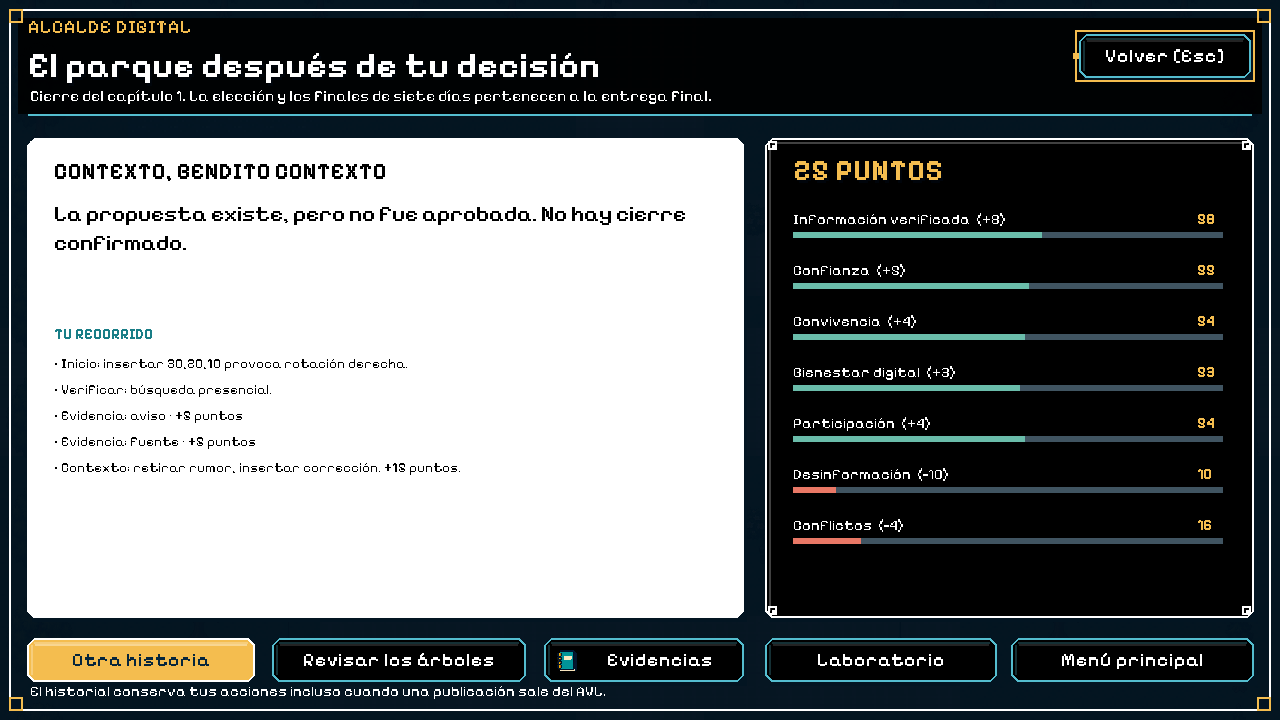 ALCALDE DIGITAL
El parque después de tu decisión
Volver (Esc)
Cierre del capítulo 1. La elección y los finales de siete días pertenecen a la entrega final.
CONTEXTO, BENDITO CONTEXTO
La propuesta existe, pero no fue aprobada. No hay cierre
confirmado.
TU RECORRIDO
· Inicio: insertar 30,20,10 provoca rotación derecha.
· Verificar: búsqueda presencial.
· Evidencia: aviso · +5 puntos
· Evidencia: fuente · +5 puntos
· Contexto: retirar rumor, insertar corrección. +15 puntos.
25 PUNTOS
Información verificada (+8) 58
Confianza (+5) 55
Convivencia (+4) 54
Bienestar digital (+3) 53
Participación (+4) 54
Desinformación (-10) 10
Conflictos (-4) 16
Otra historia
Revisar los árboles
Evidencias
Laboratorio
Menú principal
El historial conserva tus acciones incluso cuando una publicación sale del AVL.